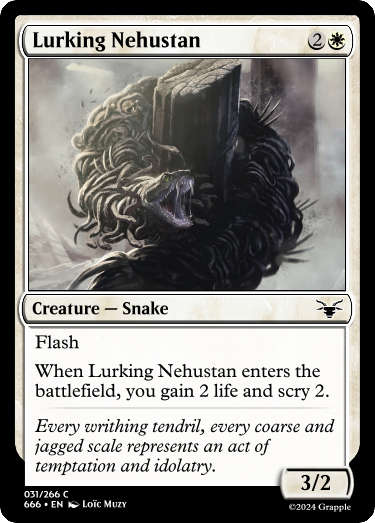 Lurking Nehustan 2
Creature — Snake
Flash
When Lurking Nehustan enters the
battlefield, you gain 2 life and scry 2.
Every writhing tendril, every coarse and
jagged scale represents an act of
temptation and idolatry.
3/2
031/266 C
666 • EN Loïc Muzy
©2024 Grapple